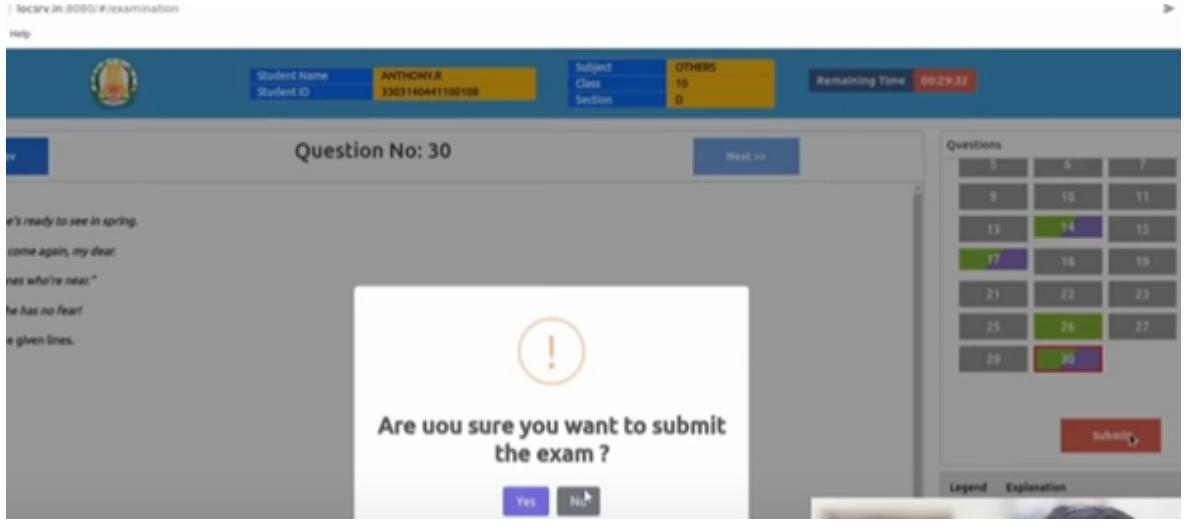 locsrv.in:8080/#/examination
Help
Student Name ANTHONY.R
Student ID 3303140441100108
Subject OTHERS
Class 10
Section D
Remaining Time 00:29:32
Question No: 30
Next >>
Questions
5 6 7
9 10 11
13 14 15
17 18 19
21 22 23
25 26 27
29 30
e's ready to see in spring.
come again, my dear.
nes who're near."
he has no fear!
e given lines.
Are uou sure you want to submit
the exam ?
Yes No
Submit
Legend Explanation